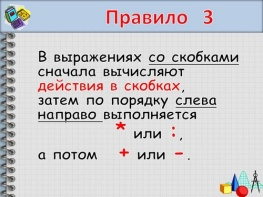 Правило 3
В выражениях со скобками
сначала вычисляют
действия в скобках,
затем по порядку слева
направо выполняется
* или :,
а потом + или -.